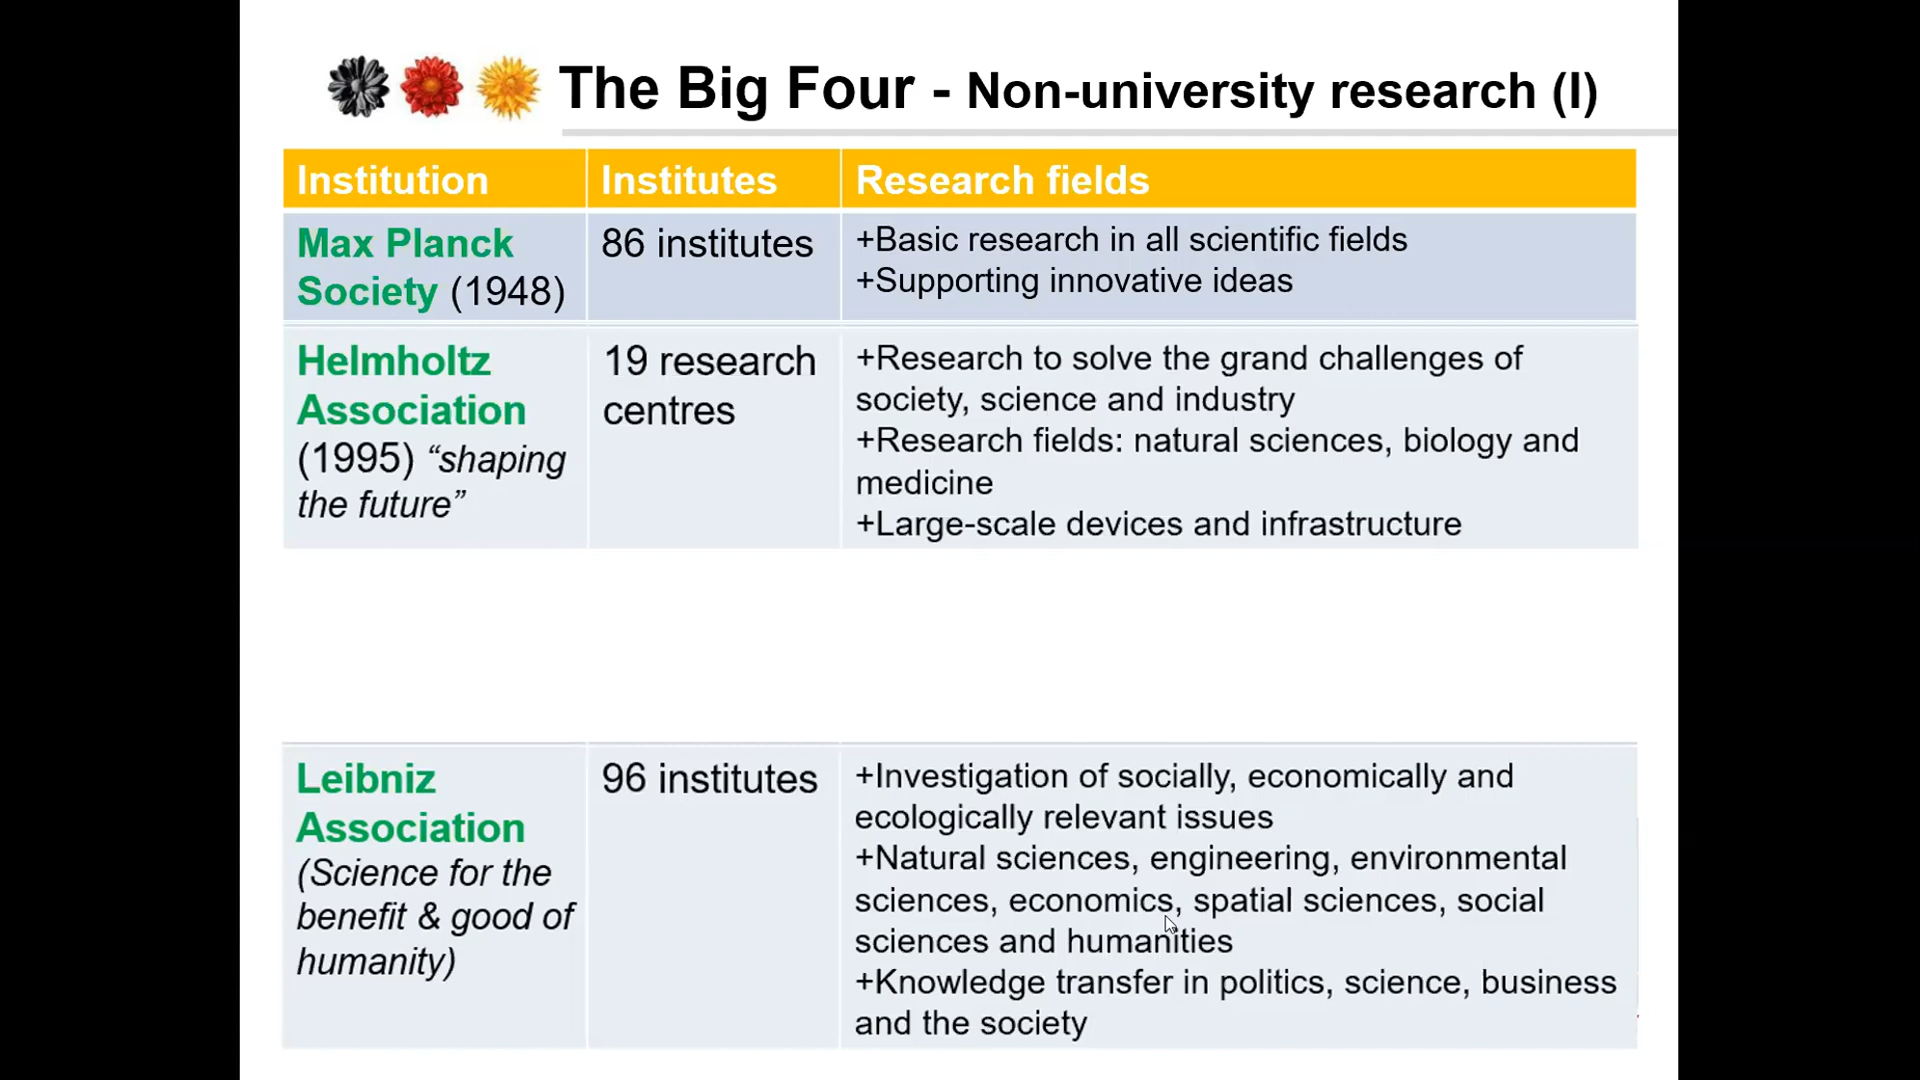 The Big Four - Non-university research (I)
Institution Institutes Research fields
Max Planck
Society (1948)
86 institutes
+Basic research in all scientific fields
+Supporting innovative ideas
Helmholtz
Association
(1995) “shaping
the future”
19 research
centres
+Research to solve the grand challenges of
society, science and industry
+Research fields: natural sciences, biology and
medicine
+Large-scale devices and infrastructure
Leibniz
Association
(Science for the
benefit & good of
humanity)
96 institutes
+Investigation of socially, economically and
ecologically relevant issues
+Natural sciences, engineering, environmental
sciences, economics, spatial sciences, social
sciences and humanities
+Knowledge transfer in politics, science, business
and the society